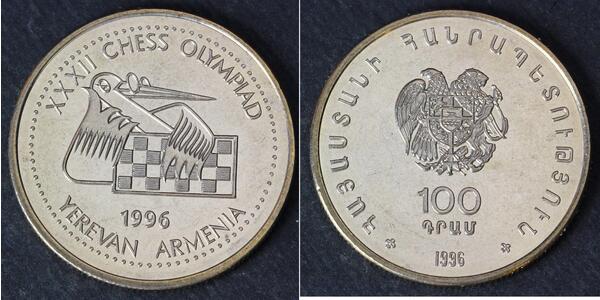 XXXII CHESS OLYMPIAD
1996
YEREVAN ARMENIA
ՀԱՅԱՍՏԱՆԻ ՀԱՆՐԱՊԵՏՈՒԹՅՈՒՆ
100
ԴՐԱՄ
1996